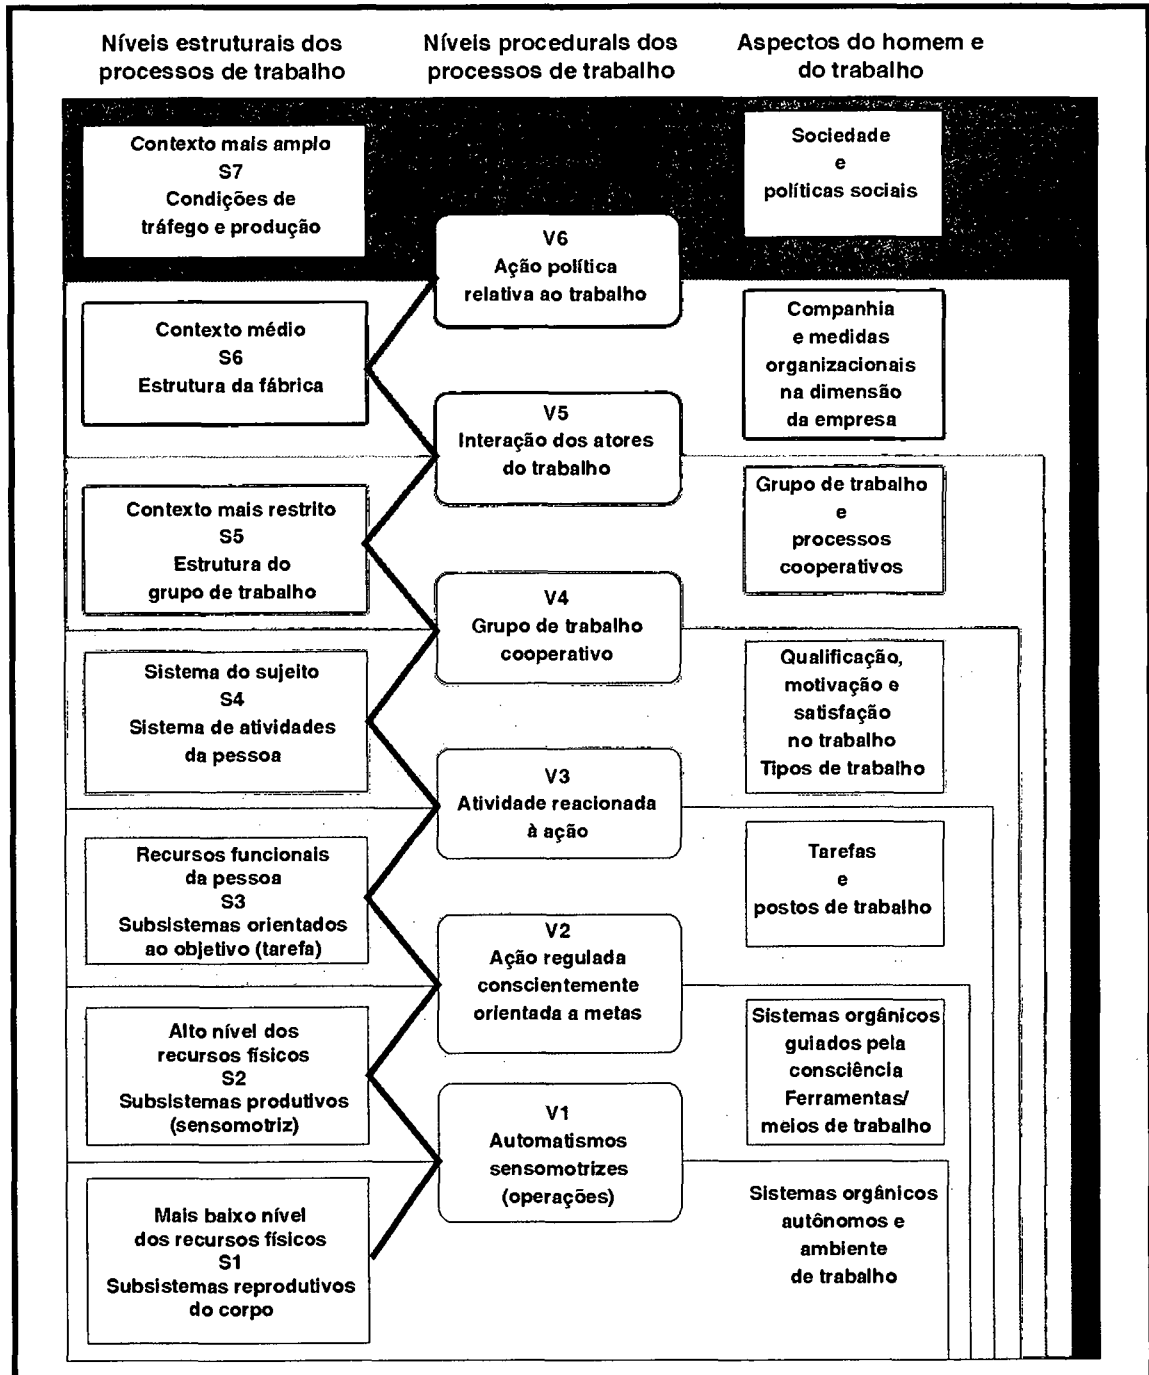 Níveis estruturais dos
processos de trabalho
Níveis procedurais dos
processos de trabalho
Aspectos do homem e
do trabalho
Contexto mais amplo
S7
Condições de
tráfego e produção
Sociedade
e
políticas sociais
V6
Ação política
relativa ao trabalho
Contexto médio
S6
Estrutura da fábrica
Companhia
e medidas
organizacionais
na dimensão
da empresa
V5
Interação dos atores
do trabalho
Contexto mais restrito
S5
Estrutura do
grupo de trabalho
Grupo de trabalho
e
processos
cooperativos
V4
Grupo de trabalho
cooperativo
Sistema do sujeito
S4
Sistema de atividades
da pessoa
Qualificação,
motivação e
satisfação
no trabalho
Tipos de trabalho
V3
Atividade reacionada
à ação
Recursos funcionais
da pessoa
S3
Subsistemas orientados
ao objetivo (tarefa)
Tarefas
e
postos de trabalho
V2
Ação regulada
conscientemente
orientada a metas
Alto nível dos
recursos físicos
S2
Subsistemas produtivos
(sensomotriz)
Sistemas orgânicos
guiados pela
consciência
Ferramentas/
meios de trabalho
V1
Automatismos
sensomotrizes
(operações)
Mais baixo nível
dos recursos físicos
S1
Subsistemas reprodutivos
do corpo
Sistemas orgânicos
autônomos e
ambiente
de trabalho